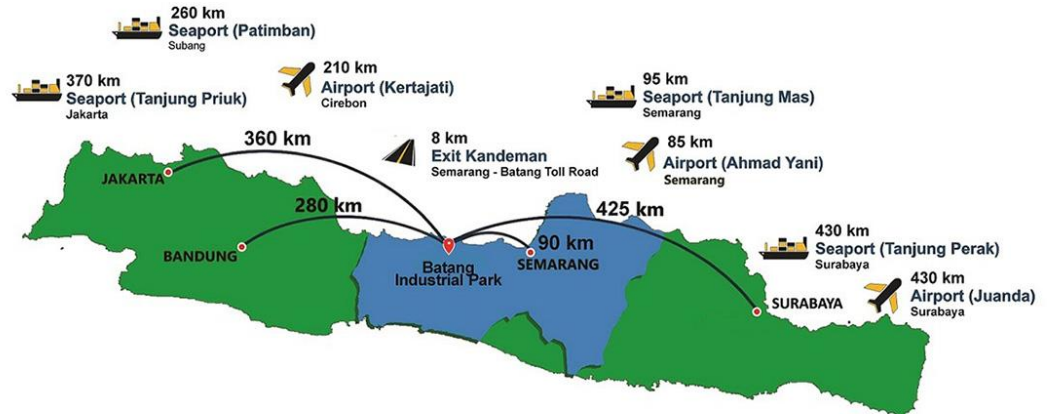 260 km
Seaport (Patimban)
Subang
370 km
Seaport (Tanjung Priuk)
Jakarta
210 km
Airport (Kertajati)
Cirebon
8 km
Exit Kandeman
Semarang - Batang Toll Road
95 km
Seaport (Tanjung Mas)
Semarang
85 km
Airport (Ahmad Yani)
Semarang
360 km
JAKARTA
280 km
BANDUNG
Batang
Industrial Park
90 km
SEMARANG
425 km
SURABAYA
430 km
Seaport (Tanjung Perak)
Surabaya
430 km
Airport (Juanda)
Surabaya